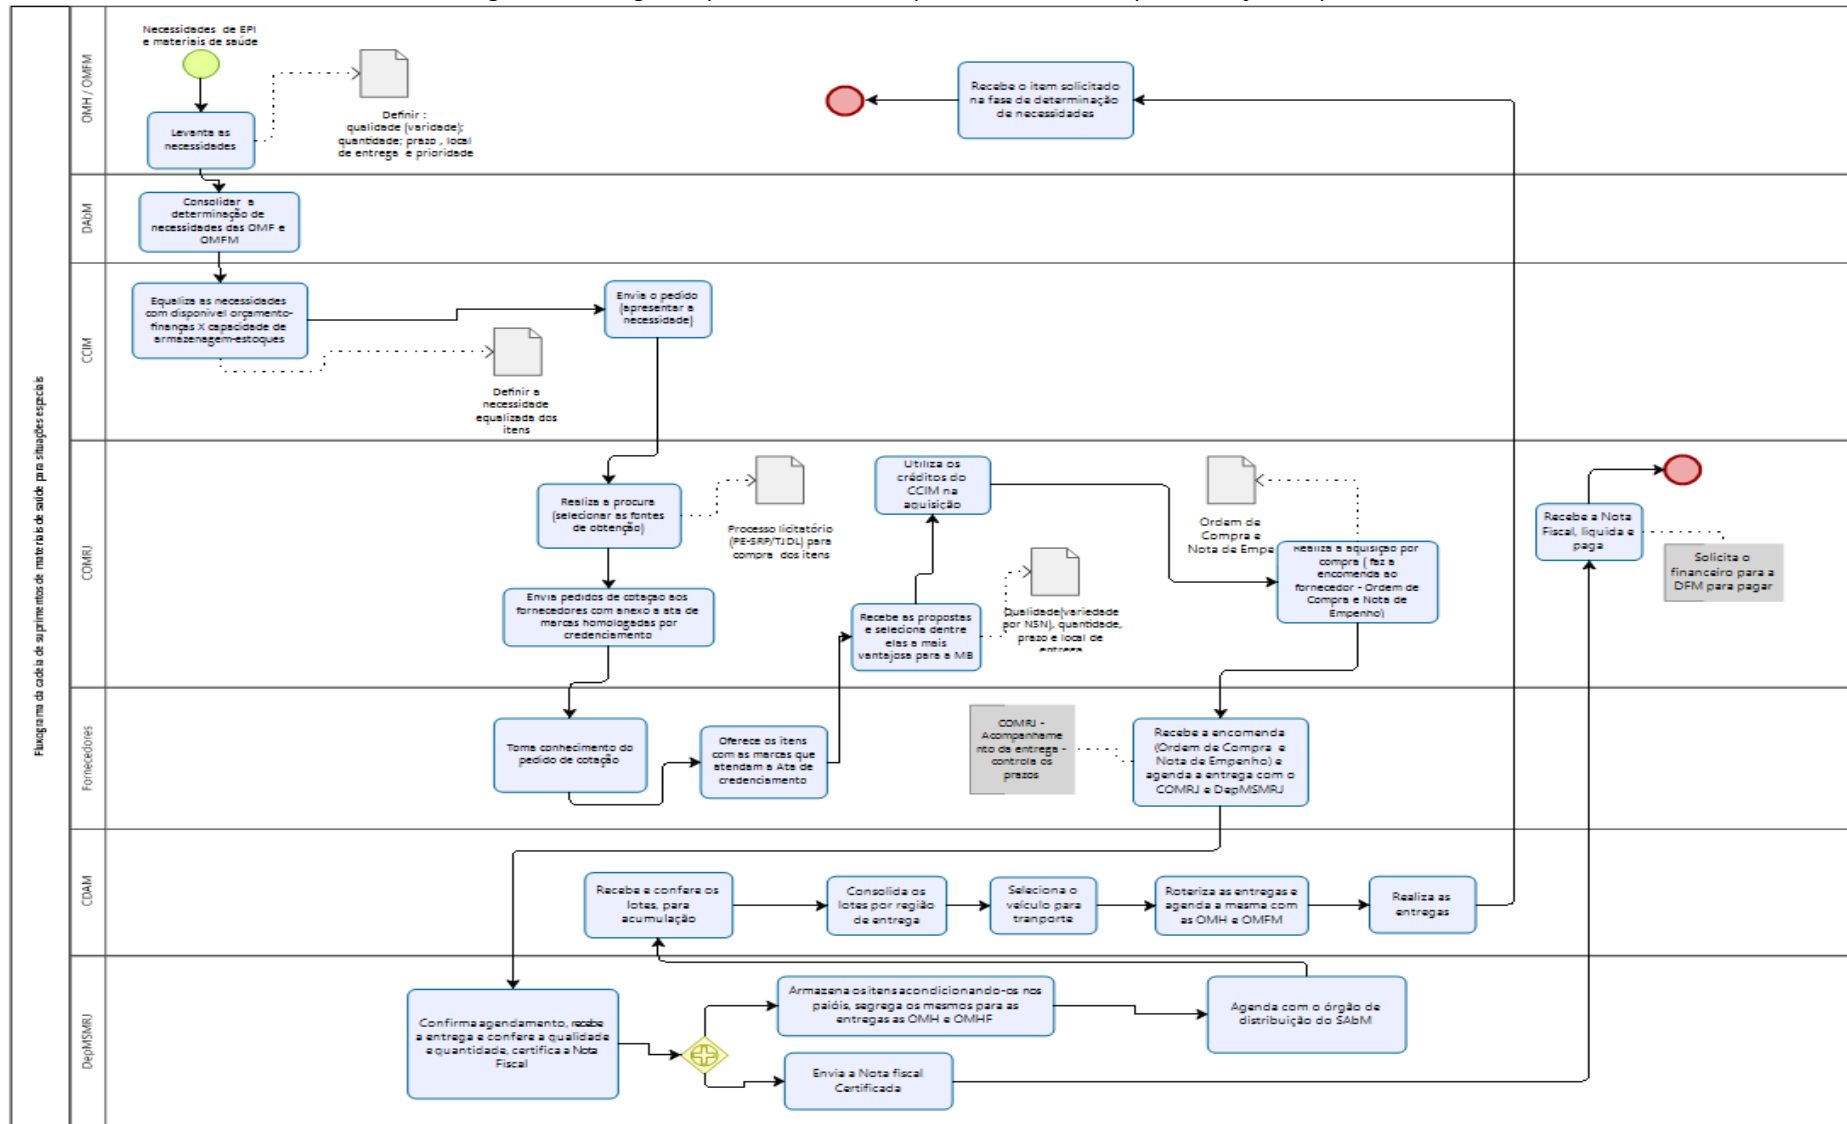 Fluxograma da cadeia de suprimentos de materiais de saúde para situações especiais
OMH / OMFM
Necessidades de EPI
e materiais de saúde
Levanta as
necessidades
Definir :
qualidade (varidade);
quantidade; prazo , local
de entrega e prioridade
Recebe o item solicitado
na fase de determinação
de necessidades
DAbM
Consolidar a
determinação de
necessidades das OMF e
OMFM
CCIM
Equaliza as necessidades
com disponivel orçamento-
finanças X capacidade de
armazenagem-estoques
Envia o pedido
(apresentar a
necessidade)
Definir a
necessidade
equalizada dos
itens
COMRJ
Realiza a procura
(selecionar as fontes
de obtenção)
Processo licitatório
(PE-SRP/TJDL) para
compra dos itens
Envia pedidos de cotação aos
fornecedores com anexo a ata de
marcas homologadas por
credenciamento
Utiliza os
créditos do
CCIM na
aquisição
Recebe as propostas
e seleciona dentre
elas a mais
vantajosa para a MB
Qualidade(variedade
por NSN), quantidade,
prazo e local de
entrega
Ordem de
Compra e
Nota de Empe
Realiza a aquisição por
compra ( faz a
encomenda ao
fornecedor - Ordem de
Compra e Nota de
Empenho)
Recebe a Nota
Fiscal, liquida e
paga
Solicita o
financeiro para a
DFM para pagar
Fornecedores
Toma conhecimento do
pedido de cotação
Oferece os itens
com as marcas que
atendam a Ata de
credenciamento
COMRJ -
Acompanhame
nto da entrega -
controla os
prazos
Recebe a encomenda
(Ordem de Compra e
Nota de Empenho) e
agenda a entrega com o
COMRJ e DepMSMRJ
CDAM
Recebe e confere os
lotes, para
acumulação
Consolida os
lotes por região
de entrega
Seleciona o
veículo para
tranporte
Roteriza as entregas e
agenda a mesma com
as OMH e OMFM
Realiza as
entregas
DepMSMRJ
Confirma agendamento, recebe
a entrega e confere a qualidade
e quantidade, certifica a Nota
Fiscal
Armazena os itens acondicionando-os nos
paióis, segrega os mesmos para as
entregas as OMH e OMHF
Agenda com o órgão de
distribuição do SAbM
Envia a Nota fiscal
Certificada